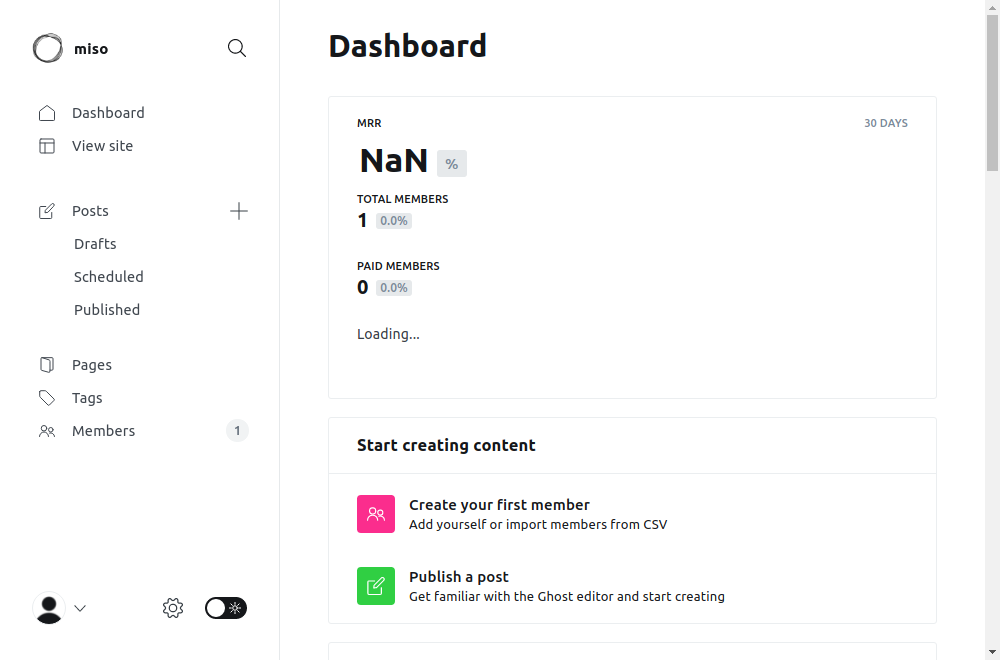 miso
Dashboard
View site
Posts
Drafts
Scheduled
Published
Pages
Tags
Members 1
Dashboard
MRR 30 DAYS
NaN %
TOTAL MEMBERS
1 0.0%
PAID MEMBERS
0 0.0%
Loading...
Start creating content
Create your first member
Add yourself or import members from CSV
Publish a post
Get familiar with the Ghost editor and start creating